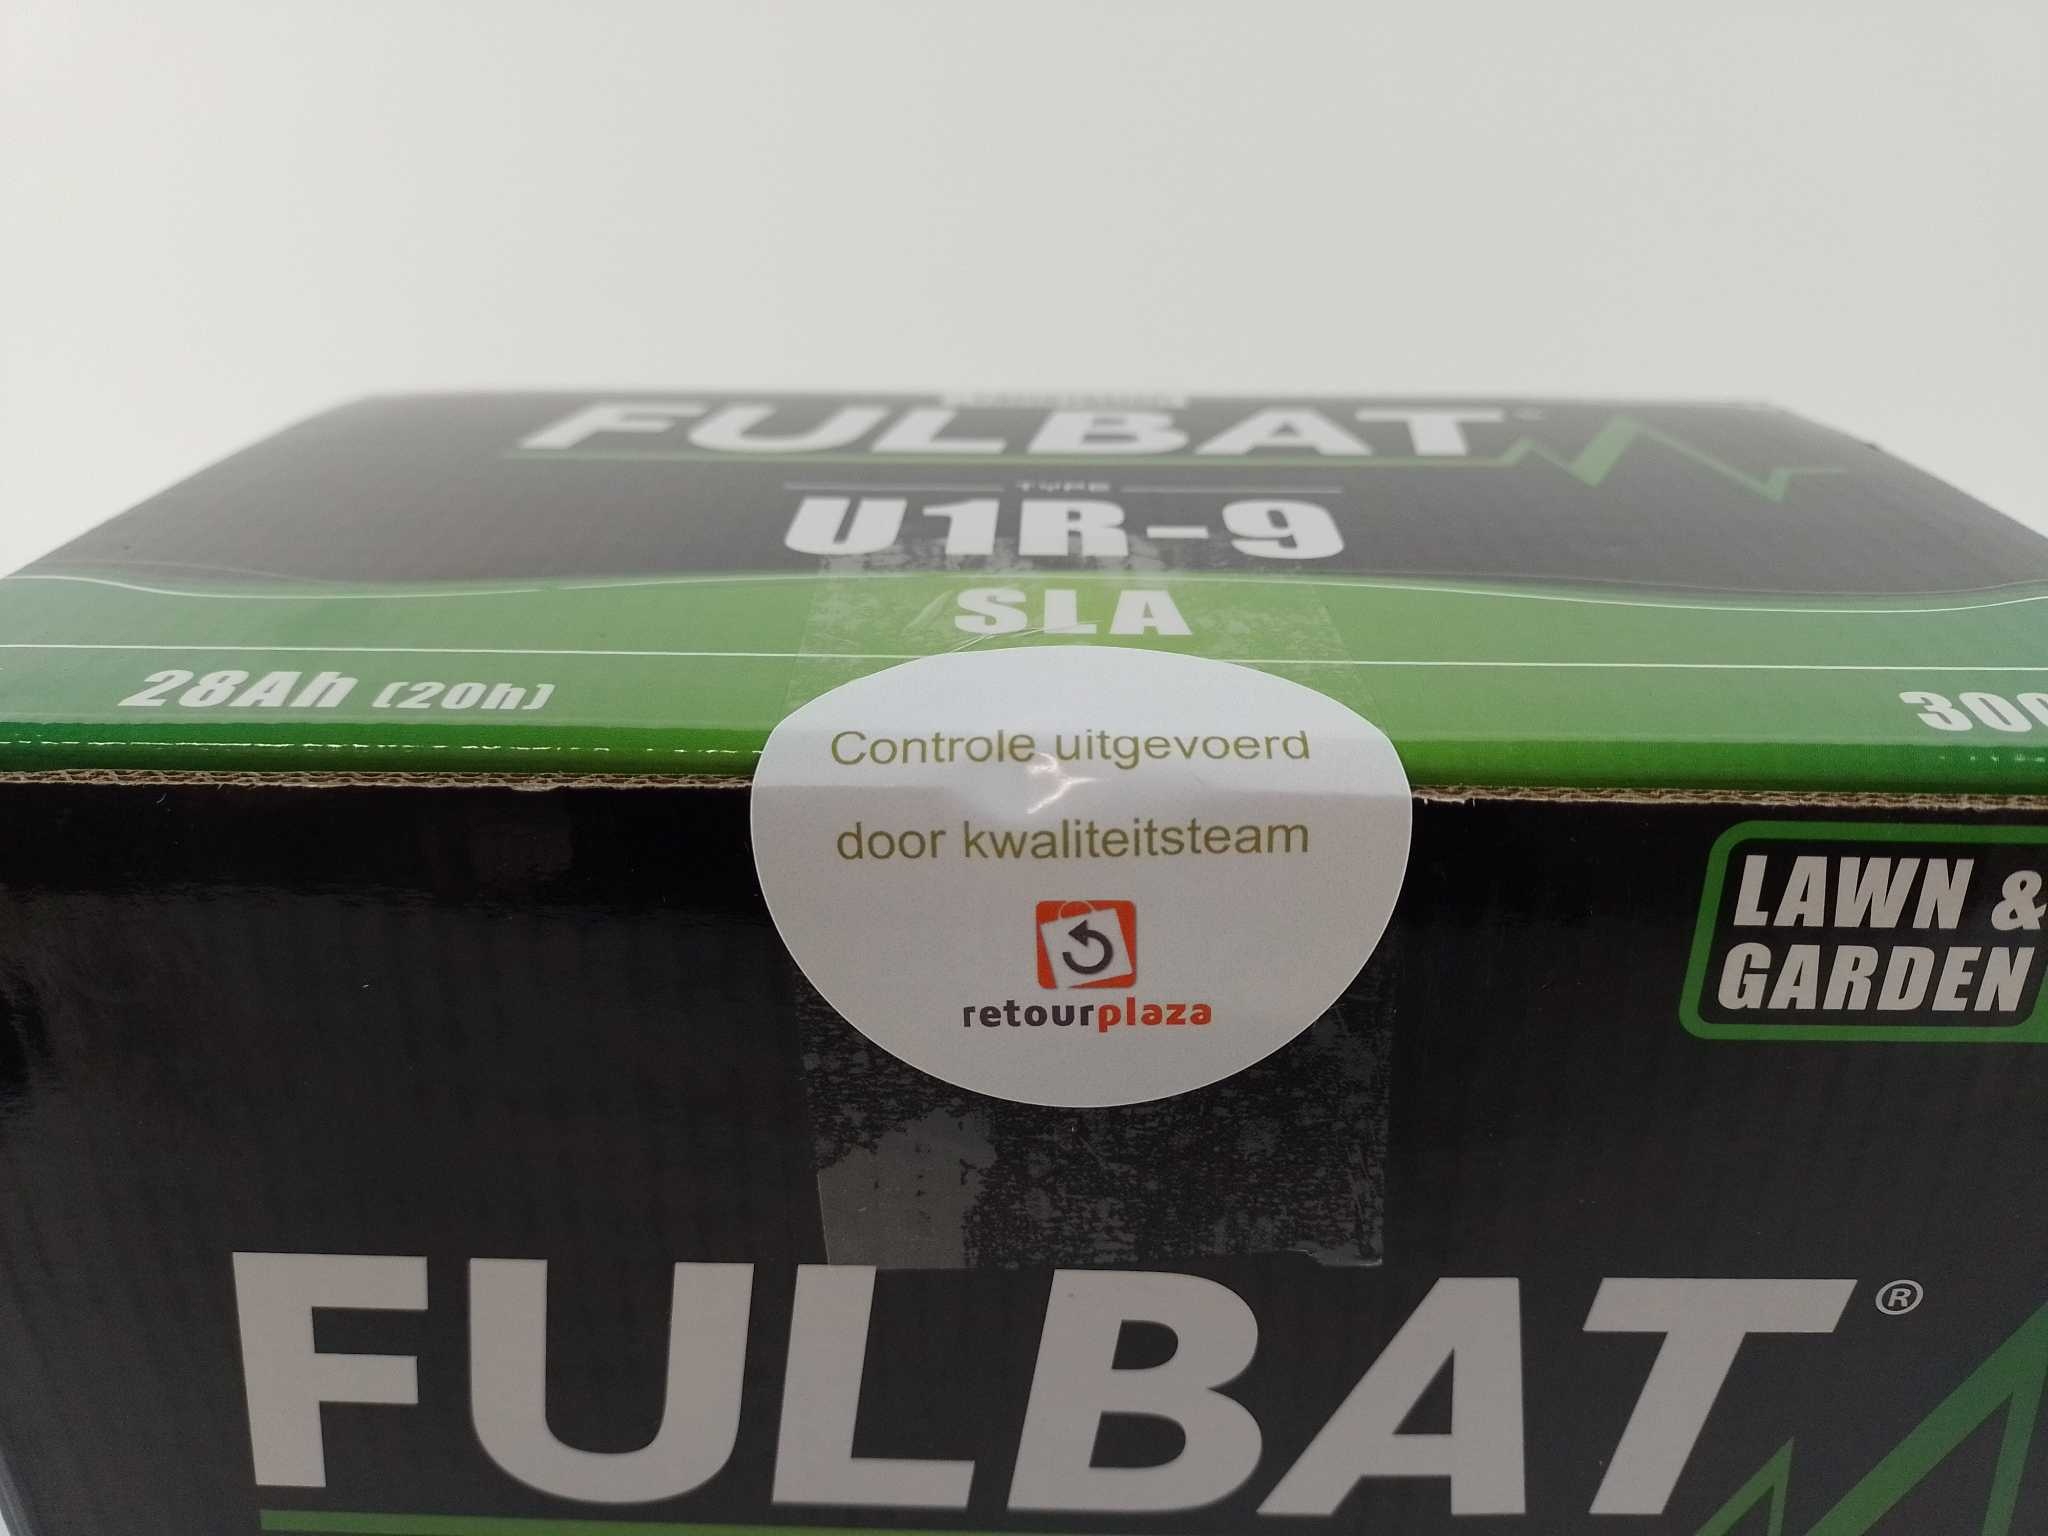 FULBAT
TYPE
U1R-9
SLA
28Ah (20h)
Controle uitgevoerd
door kwaliteitsteam
retourplaza
LAWN &
GARDEN
FULBAT®